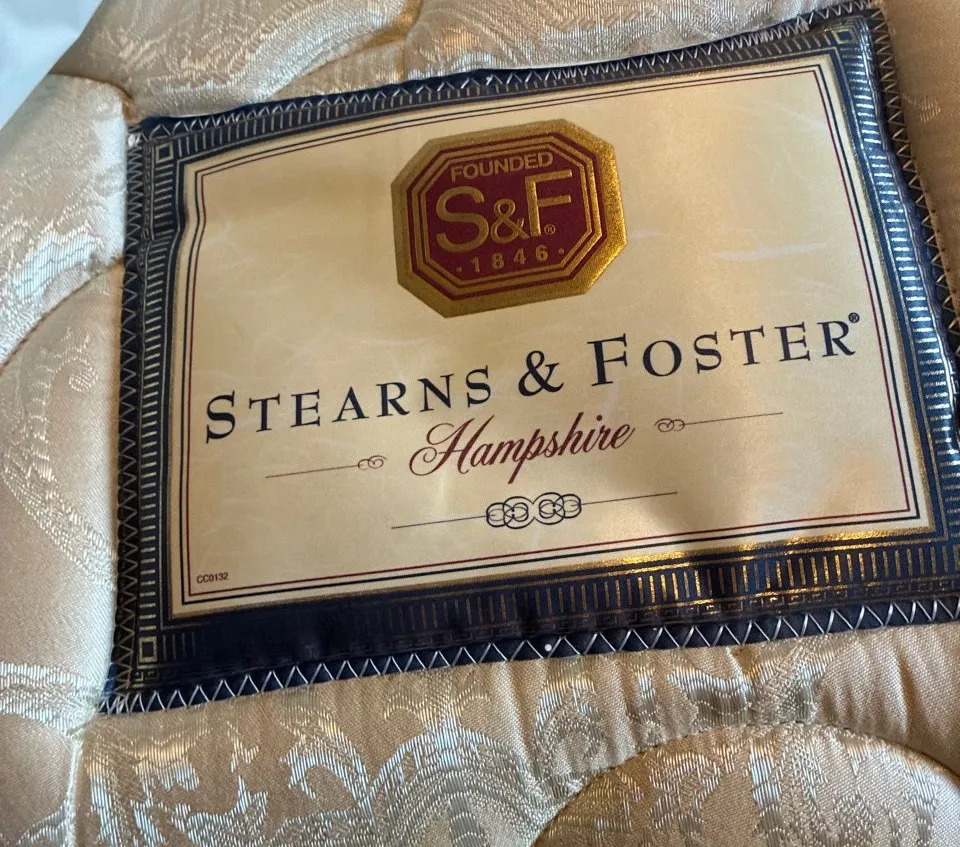 FOUNDED
S&F®
·1846·
STEARNS & FOSTER®
Hampshire
CC0132